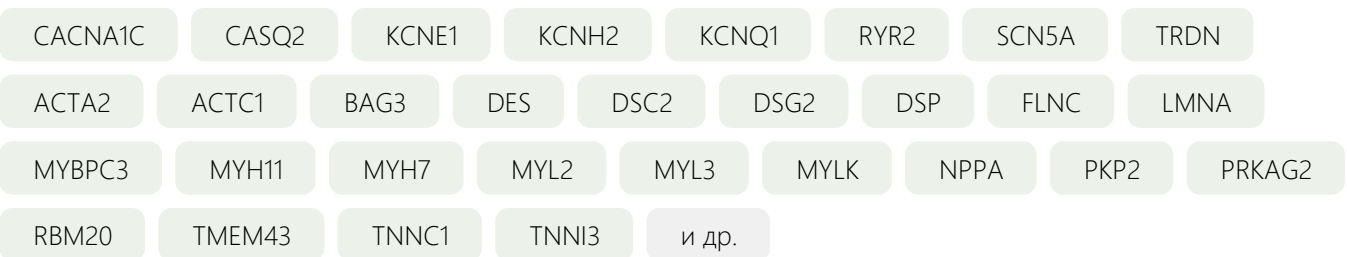 CACNA1C CASQ2 KCNE1 KCNH2 KCNQ1 RYR2 SCN5A TRDN
ACTA2 ACTC1 BAG3 DES DSC2 DSG2 DSP FLNC LMNA
MYBPC3 MYH11 MYH7 MYL2 MYL3 MYLK NPPA PKP2 PRKAG2
RBM20 TMEM43 TNNC1 TNNI3 и др.